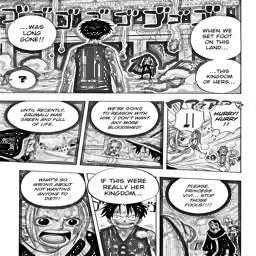 WHEN WE
SET FOOT
ON THIS
LAND...
...THIS
KINGDOM
OF HERS...
...WAS
LONG
GONE!!
?
HURRY!
HURRY
!!
WE'RE GOING
TO REASON WITH
HIM. I DON'T WANT
ANY MORE
BLOODSHED!
UNTIL RECENTLY,
ERUMALU WAS
GREEN AND FULL
OF LIFE.
PLEASE,
PRINCESS
VIVI... STOP
THOSE
FOOLS!!!!
IF THIS
WERE
REALLY HER
KINGDOM...
WHAT'S SO
WRONG ABOUT
NOT WANTING
ANYONE TO
DIE?!